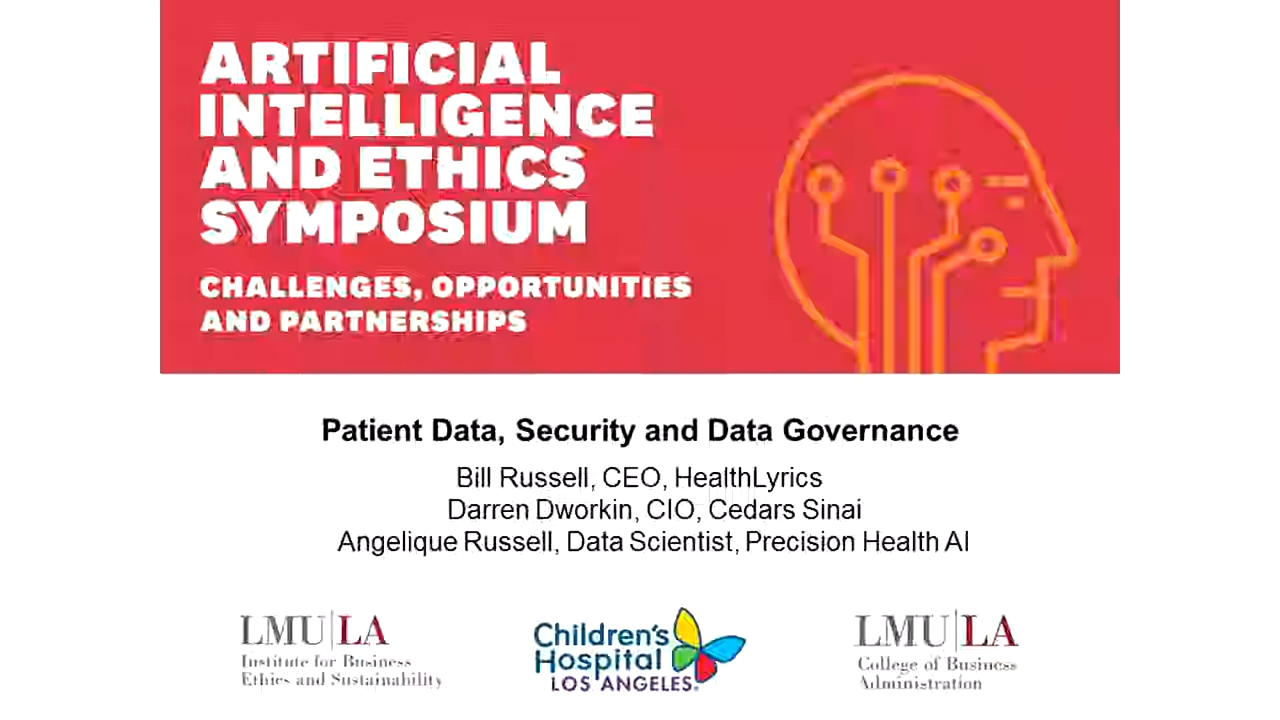 ARTIFICIAL
INTELLIGENCE
AND ETHICS
SYMPOSIUM
CHALLENGES, OPPORTUNITIES
AND PARTNERSHIPS
Patient Data, Security and Data Governance
Bill Russell, CEO, HealthLyrics
Darren Dworkin, CIO, Cedars Sinai
Angelique Russell, Data Scientist, Precision Health AI
LMU|LA
Institute for Business
Ethics and Sustainability
Children's
Hospital
LOS ANGELES.
LMU|LA
College of Business
Administration